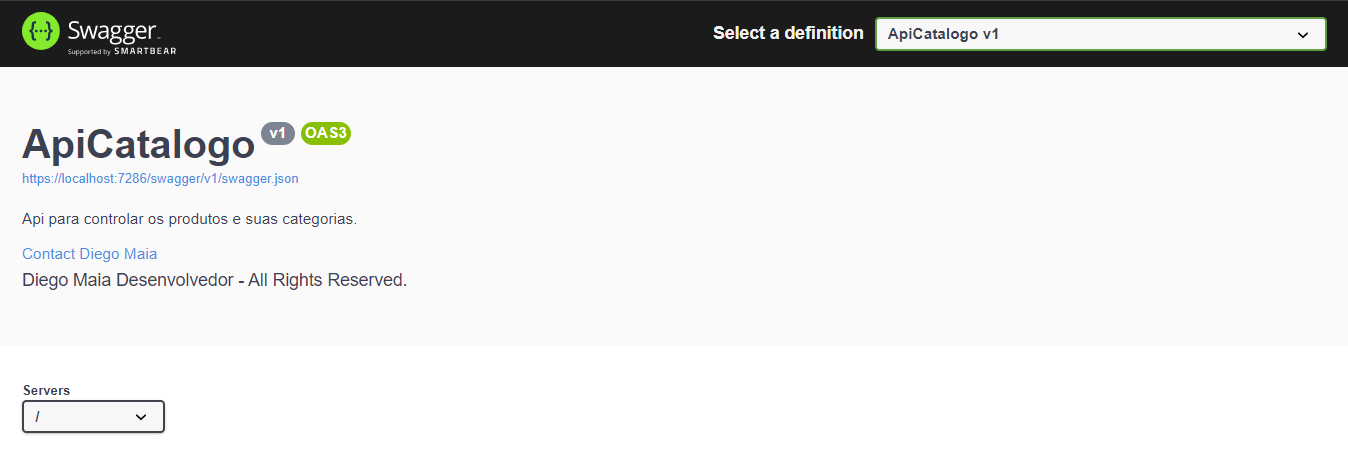 Swagger
Supported by SMARTBEAR
Select a definition
ApiCatalogo v1
ApiCatalogo v1 OAS3
https://localhost:7286/swagger/v1/swagger.json
Api para controlar os produtos e suas categorias.
Contact Diego Maia
Diego Maia Desenvolvedor - All Rights Reserved.
Servers
/